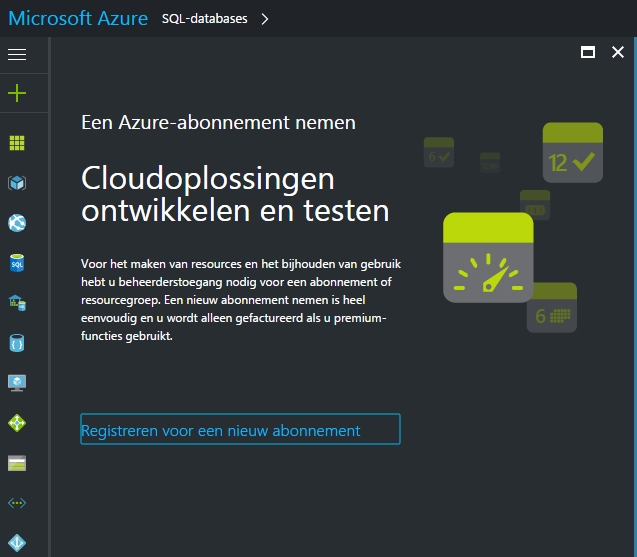 Microsoft Azure SQL-databases
Een Azure-abonnement nemen
6
12
Cloudoplossingen
ontwikkelen en testen
Voor het maken van resources en het bijhouden van gebruik
hebt u beheerderstoegang nodig voor een abonnement of
resourcegroep. Een nieuw abonnement nemen is heel
eenvoudig en u wordt alleen gefactureerd als u premium-
functies gebruikt.
6
SQL
Registreren voor een nieuw abonnement